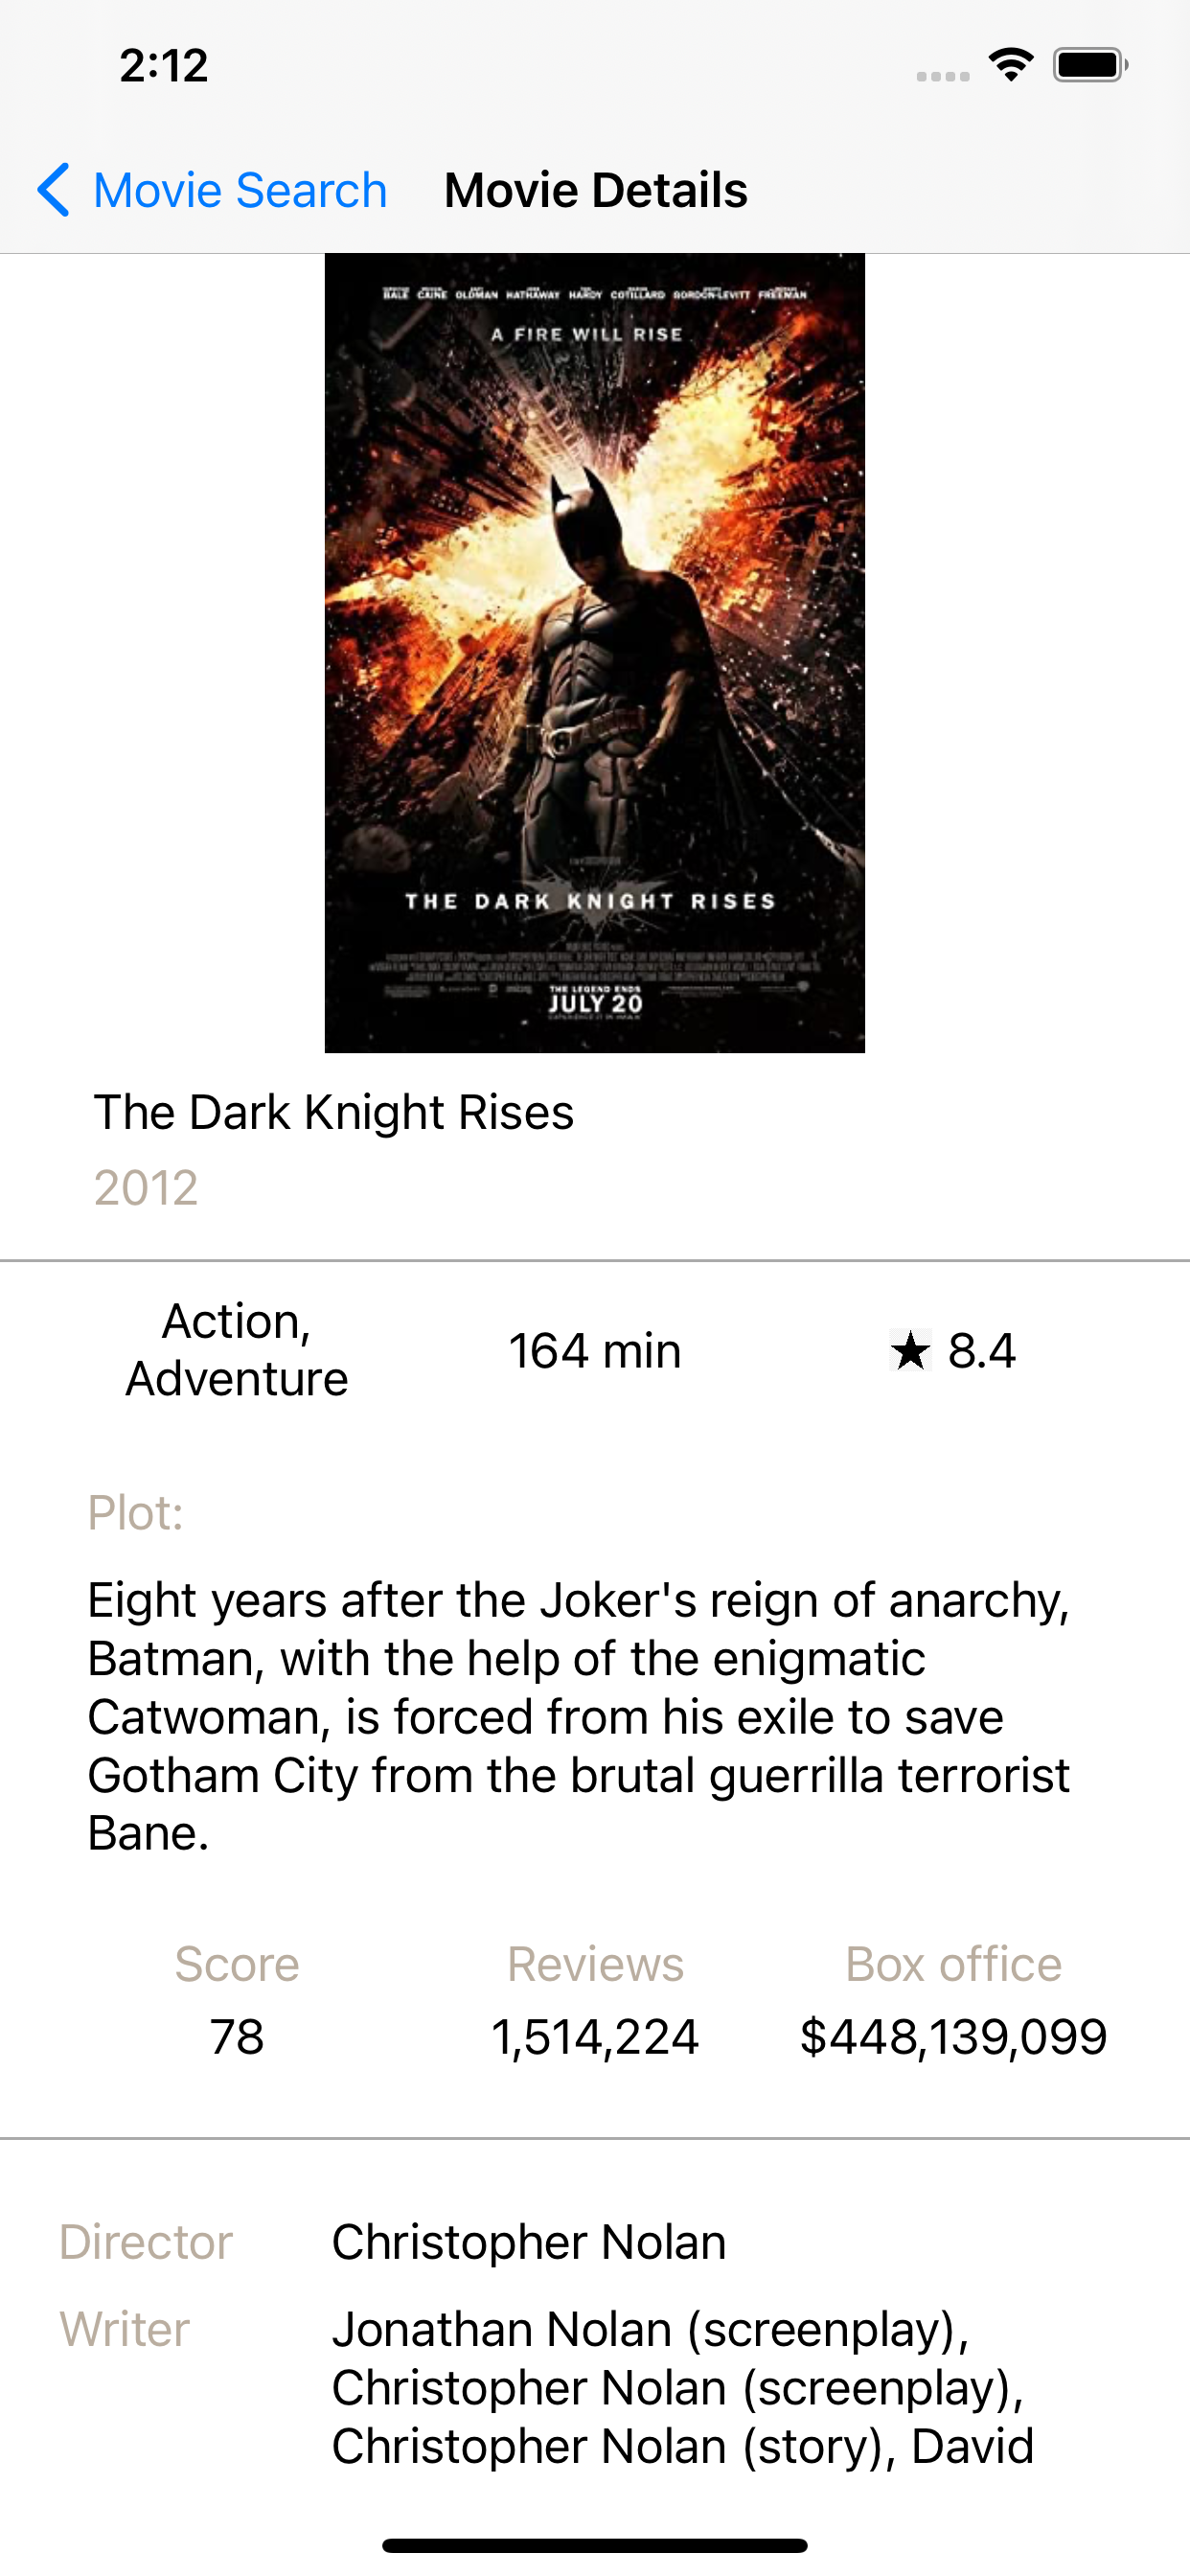 2:12
Movie Search Movie Details
BALE CAINE OLDMAN HATHAWAY HARDY COTILLARD GORDON-LEVITT FREEMAN
A FIRE WILL RISE
THE DARK KNIGHT RISES
THE LEGEND ENDS
JULY 20
The Dark Knight Rises
2012
Action,
Adventure
164 min
8.4
Plot:
Eight years after the Joker's reign of anarchy,
Batman, with the help of the enigmatic
Catwoman, is forced from his exile to save
Gotham City from the brutal guerrilla terrorist
Bane.
Score Reviews Box office
78 1,514,224 $448,139,099
Director Christopher Nolan
Writer Jonathan Nolan (screenplay),
Christopher Nolan (screenplay),
Christopher Nolan (story), David